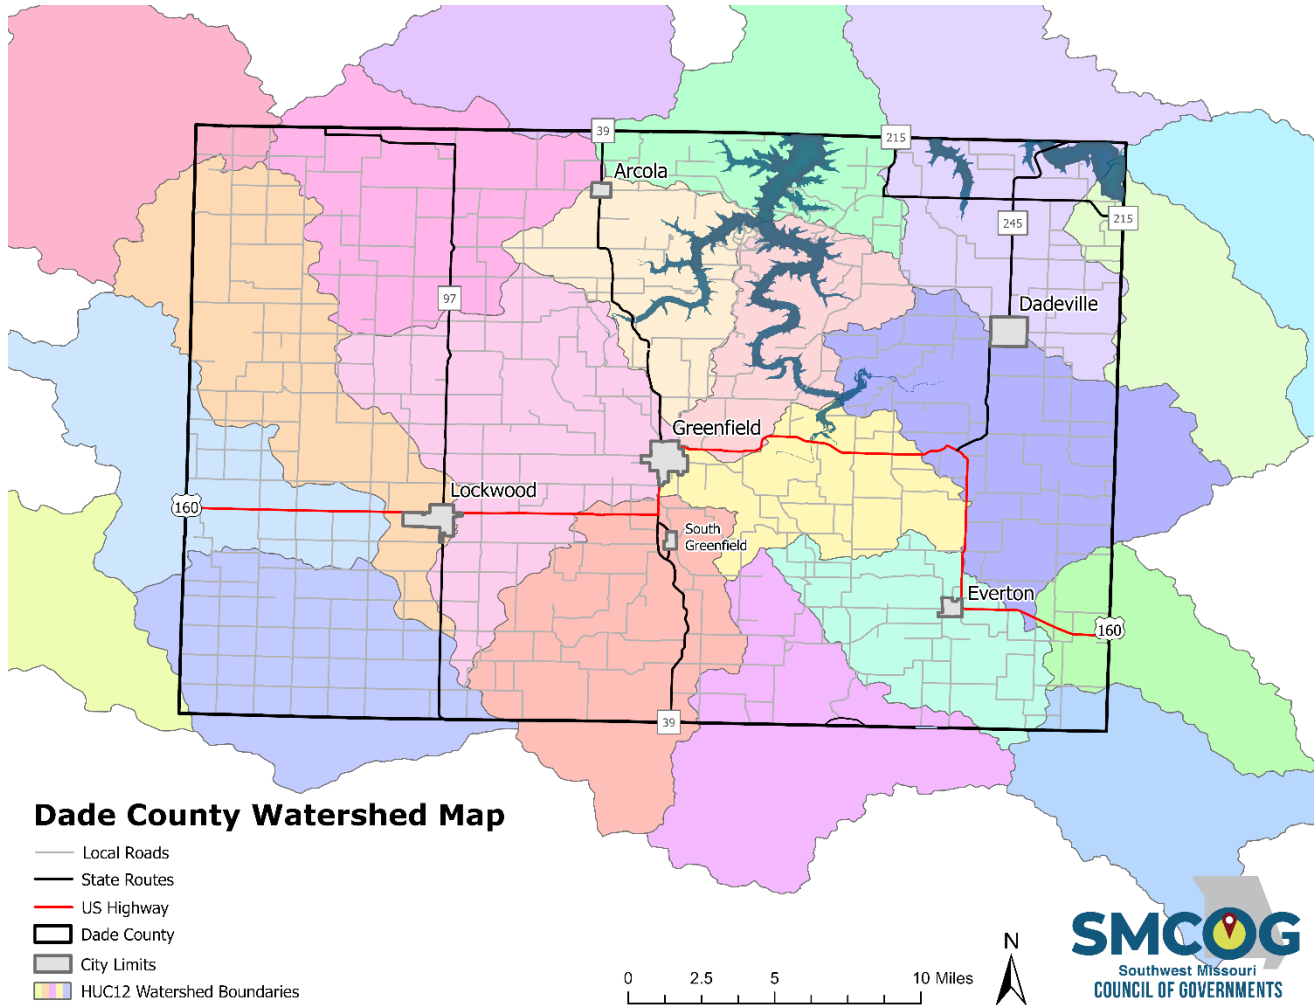 39
215
Arcola
215
245
97
Dadeville
Greenfield
Lockwood
160
South
Greenfield
Everton
160
39
Dade County Watershed Map
Local Roads
State Routes
US Highway
Dade County
City Limits
HUC12 Watershed Boundaries
0 2.5 5 10 Miles
N
SMCOG
Southwest Missouri
COUNCIL OF GOVERNMENTS